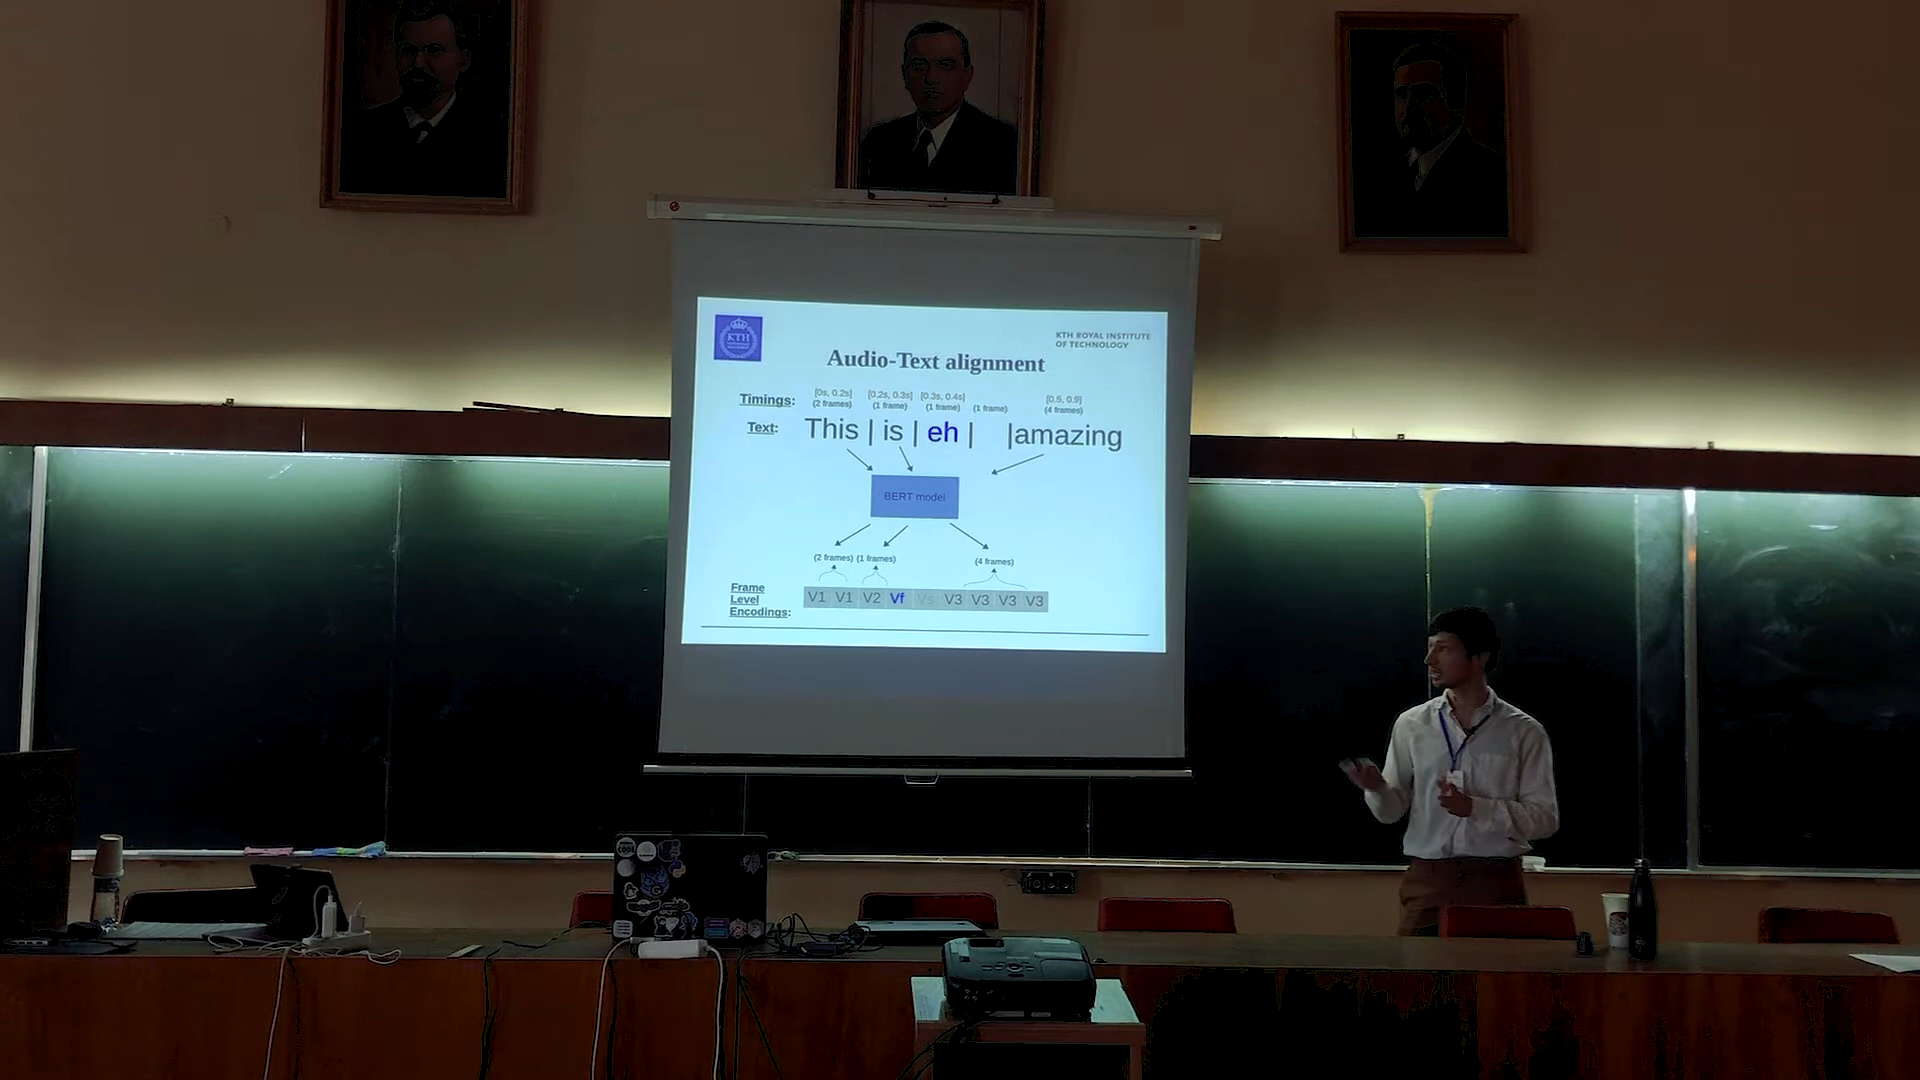 KTH
KTH ROYAL INSTITUTE
OF TECHNOLOGY
Audio-Text alignment
Timings:
[0s, 0.2s] [0.2s, 0.3s] [0.3s, 0.4s] [0.5, 0.9]
(2 frames) (1 frame) (1 frame) (1 frame) (4 frames)
Text: This | is | eh | |amazing
BERT model
(2 frames) (1 frames) (4 frames)
Frame
Level
Encodings:
V1 V1 V2 Vf Vs V3 V3 V3 V3